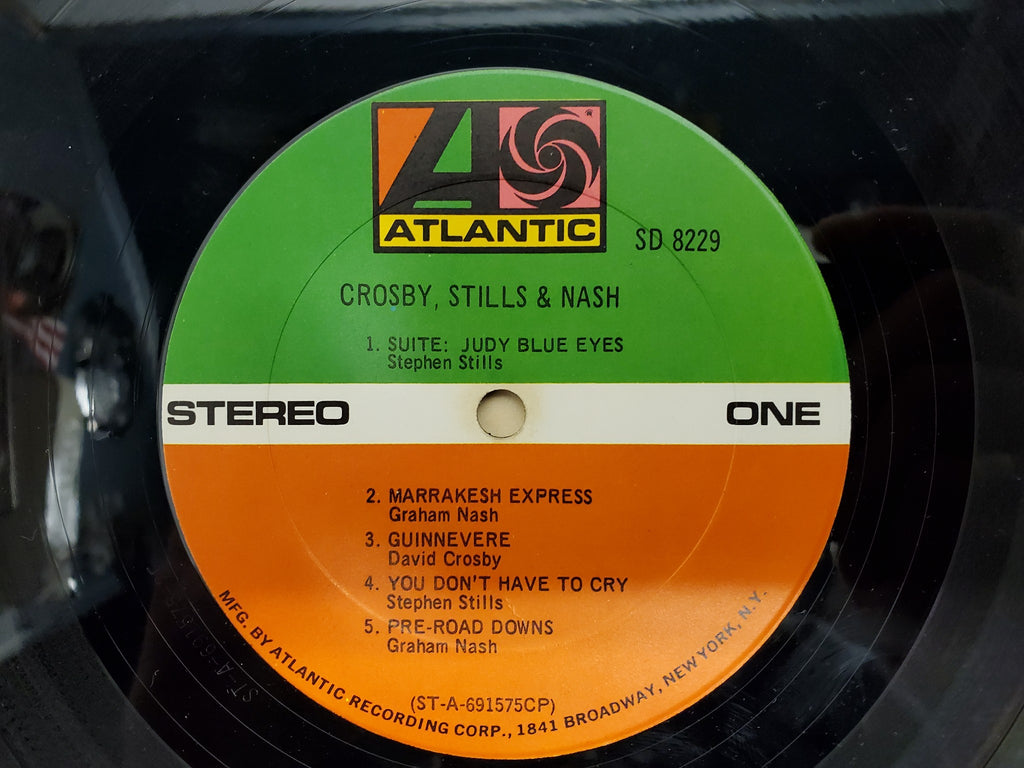 ATLANTIC
SD 8229
CROSBY, STILLS & NASH
1. SUITE: JUDY BLUE EYES
Stephen Stills
STEREO
ONE
2. MARRAKESH EXPRESS
Graham Nash
3. GUINNEVERE
David Crosby
4. YOU DON'T HAVE TO CRY
Stephen Stills
5. PRE-ROAD DOWNS
Graham Nash
(ST-A-691575CP)
MFG. BY ATLANTIC RECORDING CORP., 1841 BROADWAY, NEW YORK, N.Y.